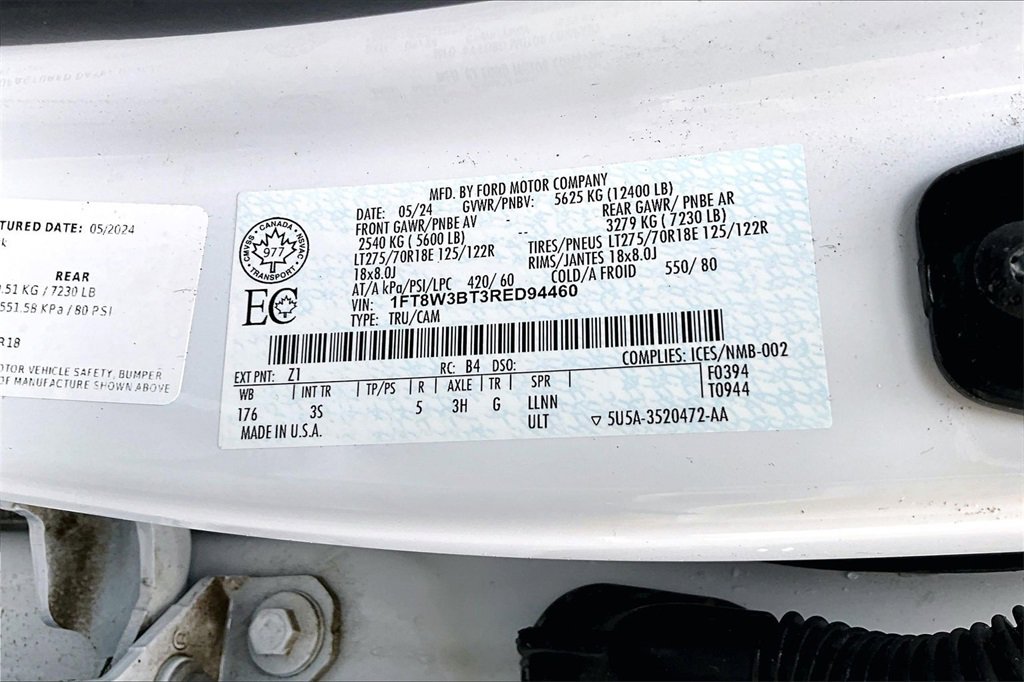 TURED DATE: 05/2024
k
REAR
.51 KG / 7230 LB
551.58 KPa / 80 PSI
R18
OTOR VEHICLE SAFETY, BUMPER
OF MANUFACTURE SHOWN ABOVE
MFD. BY FORD MOTOR COMPANY
DATE: 05/24 GVWR/PNBV: 5625 KG (12400 LB)
FRONT GAWR/PNBE AV -- REAR GAWR/ PNBE AR
2540 KG ( 5600 LB) -- 3279 KG ( 7230 LB)
LT275/70R18E 125/122R TIRES/PNEUS LT275/70R18E 125/122R
18x8.0J RIMS/JANTES 18x8.0J
AT/A kPa/PSI/LPC 420/ 60 COLD/A FROID 550/ 80
VIN: 1FT8W3BT3RED94460
TYPE: TRU/CAM
CANADA
CMVSS NSVAC
977
TRANSPORT
EC
COMPLIES: ICES/NMB-002
EXT PNT: Z1 RC: B4 DSO:
WB INT TR TP/PS R AXLE TR SPR F0394
176 3S 5 3H G LLNN T0944
MADE IN U.S.A. ULT ▽ 5U5A-3520472-AA